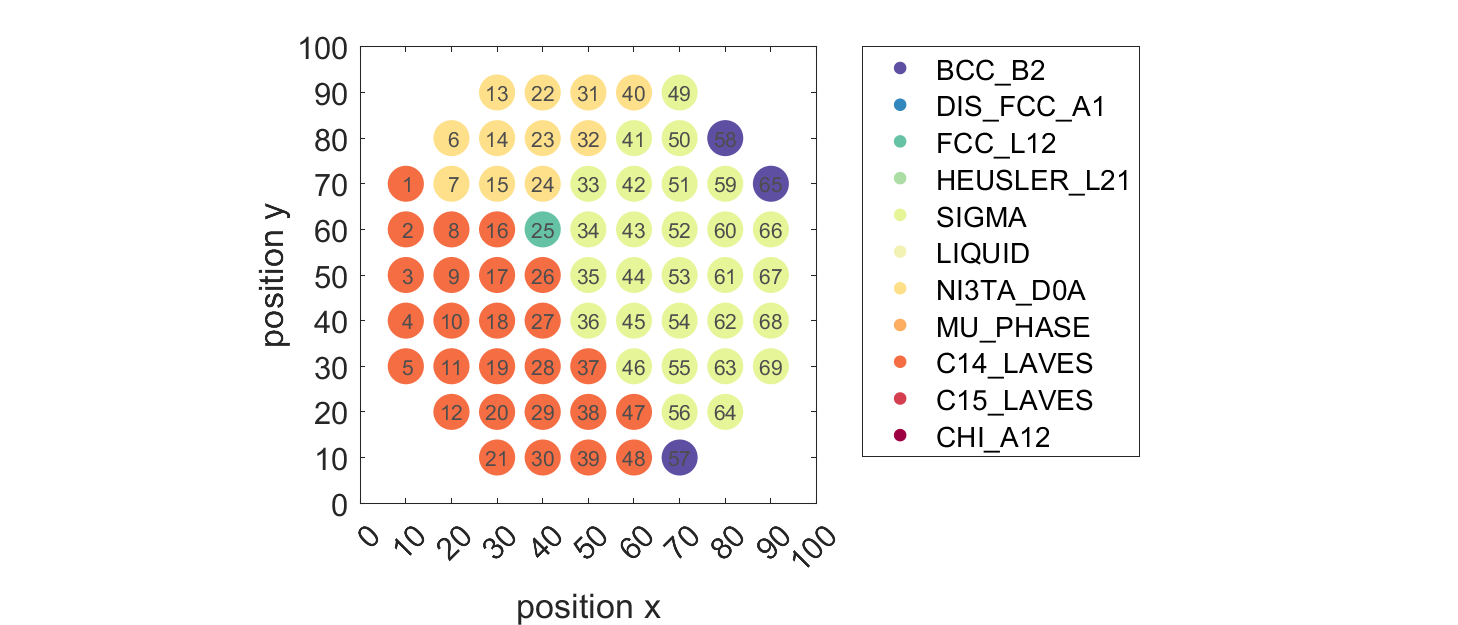 100
90
80
70
60
50
40
30
20
10
0
position y
13 22 31 40 49
6 14 23 32 41 50 58
1 7 15 24 33 42 51 59 65
2 8 16 25 34 43 52 60 66
3 9 17 26 35 44 53 61 67
4 10 18 27 36 45 54 62 68
5 11 19 28 37 46 55 63 69
12 20 29 38 47 56 64
21 30 39 48 57
0 10 20 30 40 50 60 70 80 90 100
position x
BCC_B2
DIS_FCC_A1
FCC_L12
HEUSLER_L21
SIGMA
LIQUID
NI3TA_D0A
MU_PHASE
C14_LAVES
C15_LAVES
CHI_A12